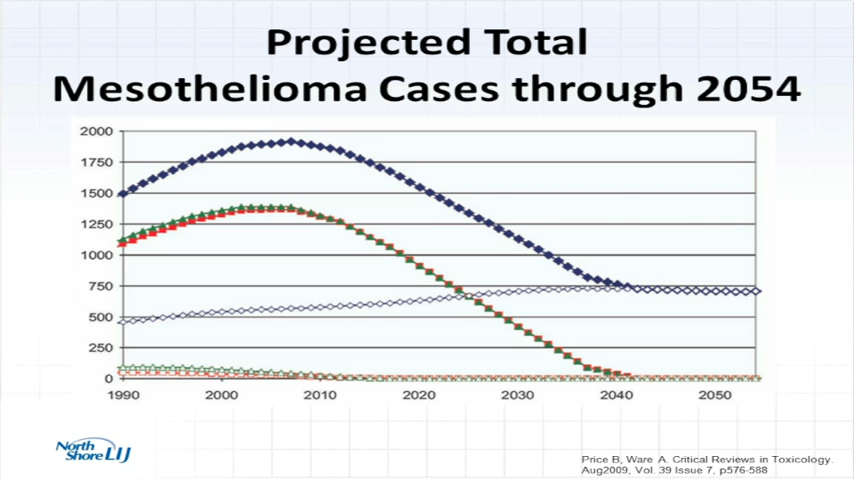 Projected Total
Mesothelioma Cases through 2054
2000
1750
1500
1250
1000
750
500
250
0
1990
2000
2010
2020
2030
2040
2050
North
Shore LIJ
Price B, Ware A. Critical Reviews in Toxicology.
Aug2009, Vol. 39 Issue 7, p576-588